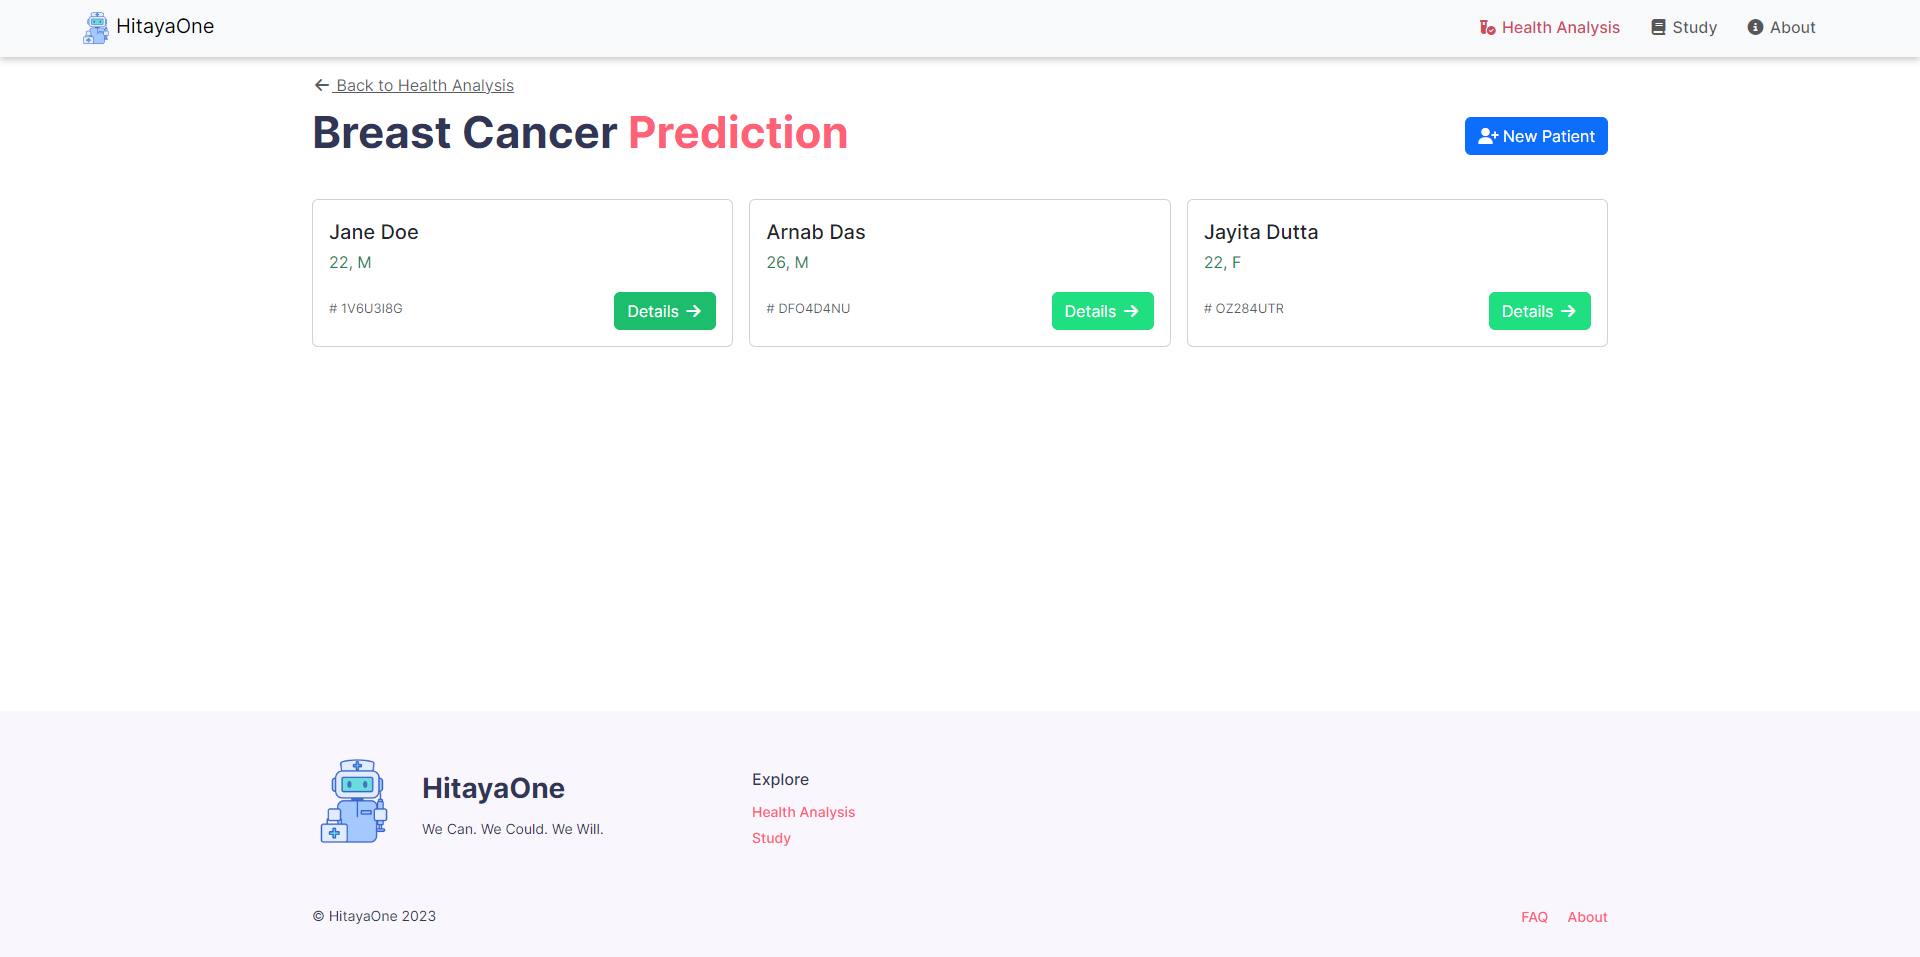 HitayaOne
Health Analysis
Study
About
Back to Health Analysis
Breast Cancer Prediction
New Patient
Jane Doe
22, M
# 1V6U3I8G
Details
Arnab Das
26, M
# DFO4D4NU
Details
Jayita Dutta
22, F
# OZ284UTR
Details
HitayaOne
We Can. We Could. We Will.
Explore
Health Analysis
Study
© HitayaOne 2023
FAQ
About